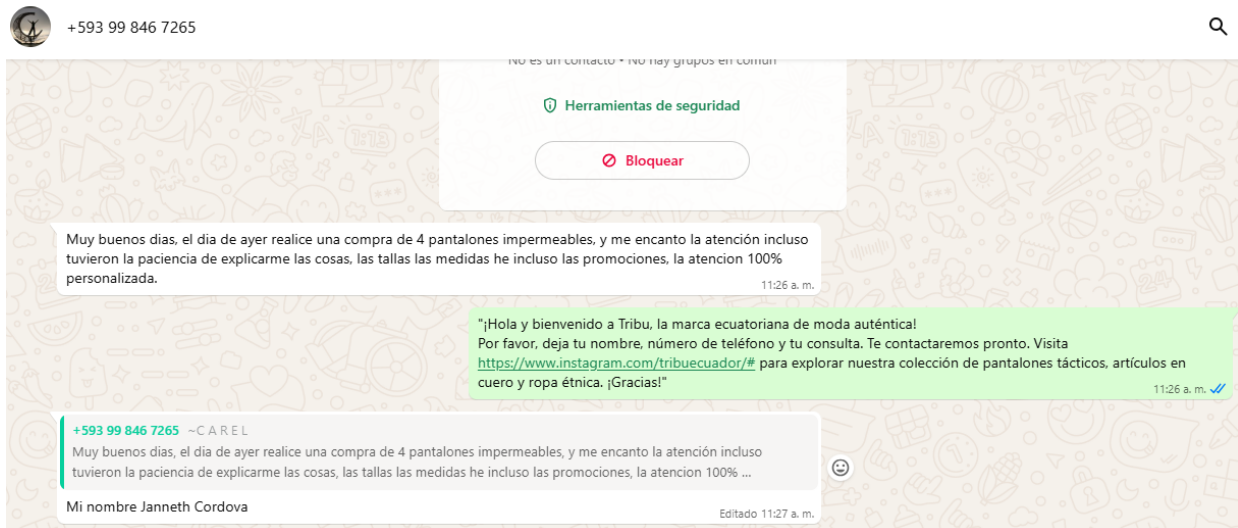 +593 99 846 7265
No es un contacto • No hay grupos en común
Herramientas de seguridad
Bloquear
Muy buenos dias, el dia de ayer realice una compra de 4 pantalones impermeables, y me encanto la atención incluso
tuvieron la paciencia de explicarme las cosas, las tallas las medidas he incluso las promociones, la atencion 100%
personalizada.
11:26 a. m.
"¡Hola y bienvenido a Tribu, la marca ecuatoriana de moda auténtica!
Por favor, deja tu nombre, número de teléfono y tu consulta. Te contactaremos pronto. Visita
https://www.instagram.com/tribuecuador/# para explorar nuestra colección de pantalones tácticos, artículos en
cuero y ropa étnica. ¡Gracias!"
11:26 a. m.
+593 99 846 7265 ~C A R E L
Muy buenos dias, el dia de ayer realice una compra de 4 pantalones impermeables, y me encanto la atención incluso
tuvieron la paciencia de explicarme las cosas, las tallas las medidas he incluso las promociones, la atencion 100% ...
Mi nombre Janneth Cordova
Editado 11:27 a. m.